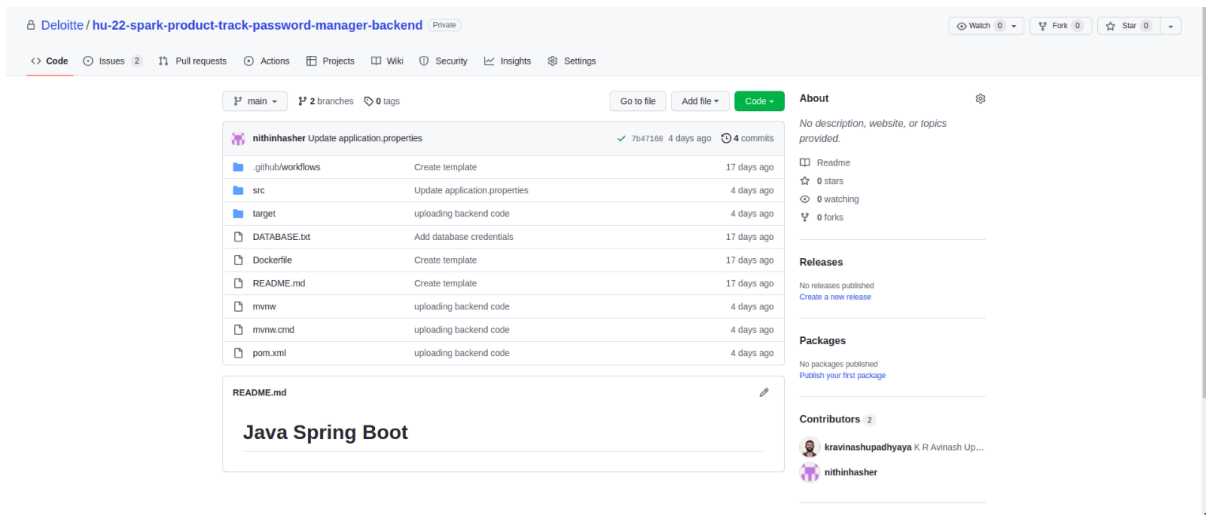 Deloitte / hu-22-spark-product-track-password-manager-backend Private
Watch 0 Fork 0 Star 0
<> Code Issues 2 Pull requests Actions Projects Wiki Security Insights Settings
main 2 branches 0 tags Go to file Add file Code
nithinhasher Update application.properties 7b47168 4 days ago 4 commits
.github/workflows Create template 17 days ago
src Update application.properties 4 days ago
target uploading backend code 4 days ago
DATABASE.txt Add database credentials 17 days ago
Dockerfile Create template 17 days ago
README.md Create template 17 days ago
mvnw uploading backend code 4 days ago
mvnw.cmd uploading backend code 4 days ago
pom.xml uploading backend code 4 days ago
README.md
Java Spring Boot
About
No description, website, or topics
provided.
Readme
0 stars
0 watching
0 forks
Releases
No releases published
Create a new release
Packages
No packages published
Publish your first package
Contributors 2
kravinashupadhyaya K R Avinash Up...
nithinhasher